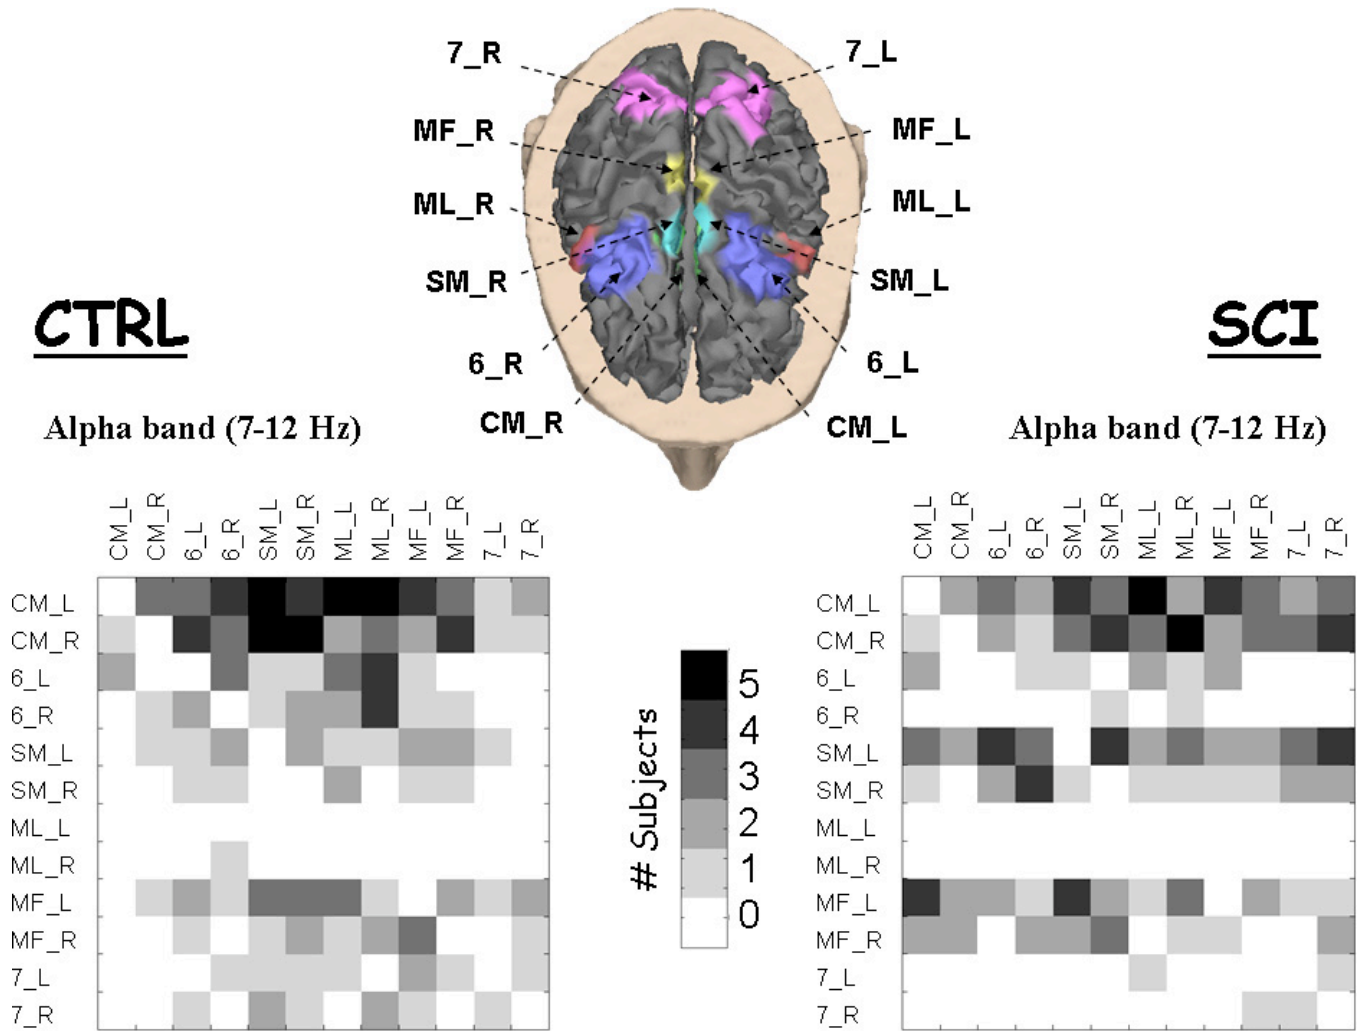 7_R
7_L
MF_R
MF_L
ML_R
ML_L
SM_R
SM_L
6_R
6_L
CM_R
CM_L
CTRL
SCI
Alpha band (7-12 Hz)
Alpha band (7-12 Hz)
CM_L CM_R 6_L 6_R SM_L SM_R ML_L ML_R MF_L MF_R 7_L 7_R
CM_L
CM_R
6_L
6_R
SM_L
SM_R
ML_L
ML_R
MF_L
MF_R
7_L
7_R
# Subjects
5
4
3
2
1
0
CM_L CM_R 6_L 6_R SM_L SM_R ML_L ML_R MF_L MF_R 7_L 7_R
CM_L
CM_R
6_L
6_R
SM_L
SM_R
ML_L
ML_R
MF_L
MF_R
7_L
7_R